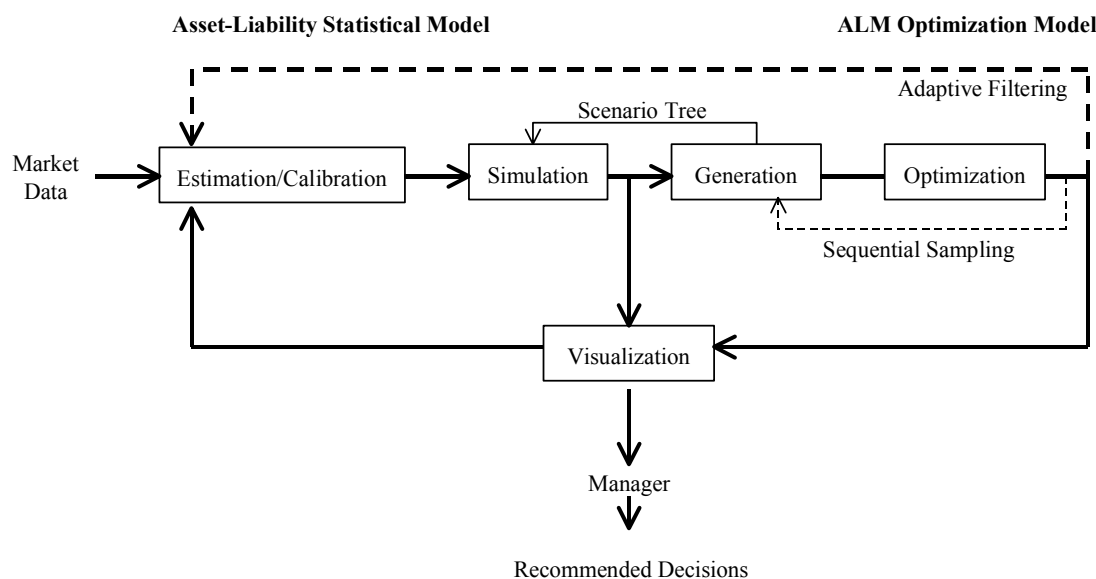 Asset-Liability Statistical Model
ALM Optimization Model
Adaptive Filtering
Scenario Tree
Market
Data
Estimation/Calibration
Simulation
Generation
Optimization
Sequential Sampling
Visualization
Manager
Recommended Decisions